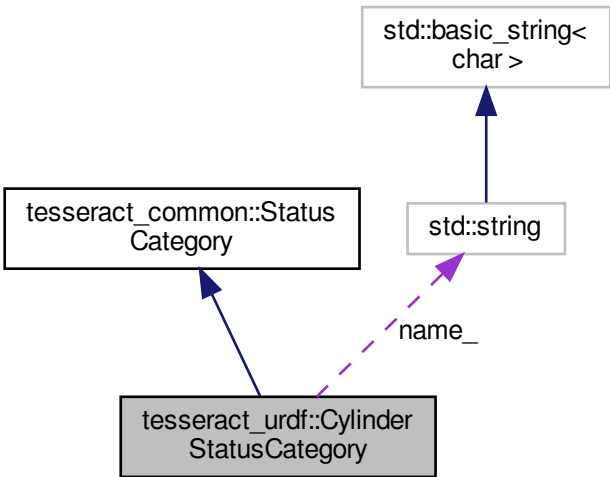 std::basic_string<
char >
tesseract_common::Status
Category
std::string
name_
tesseract_urdf::Cylinder
StatusCategory